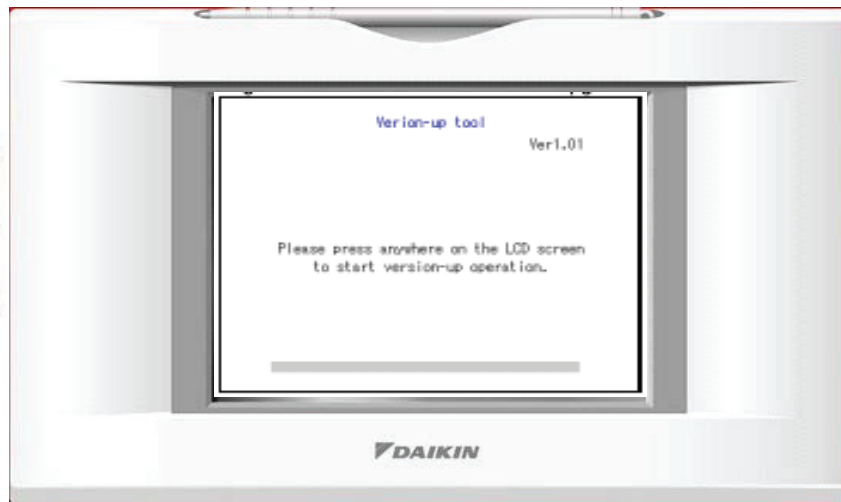 Verion-up tool
Ver1.01
Please press anywhere on the LCD screen
to start version-up operation.
DAIKIN